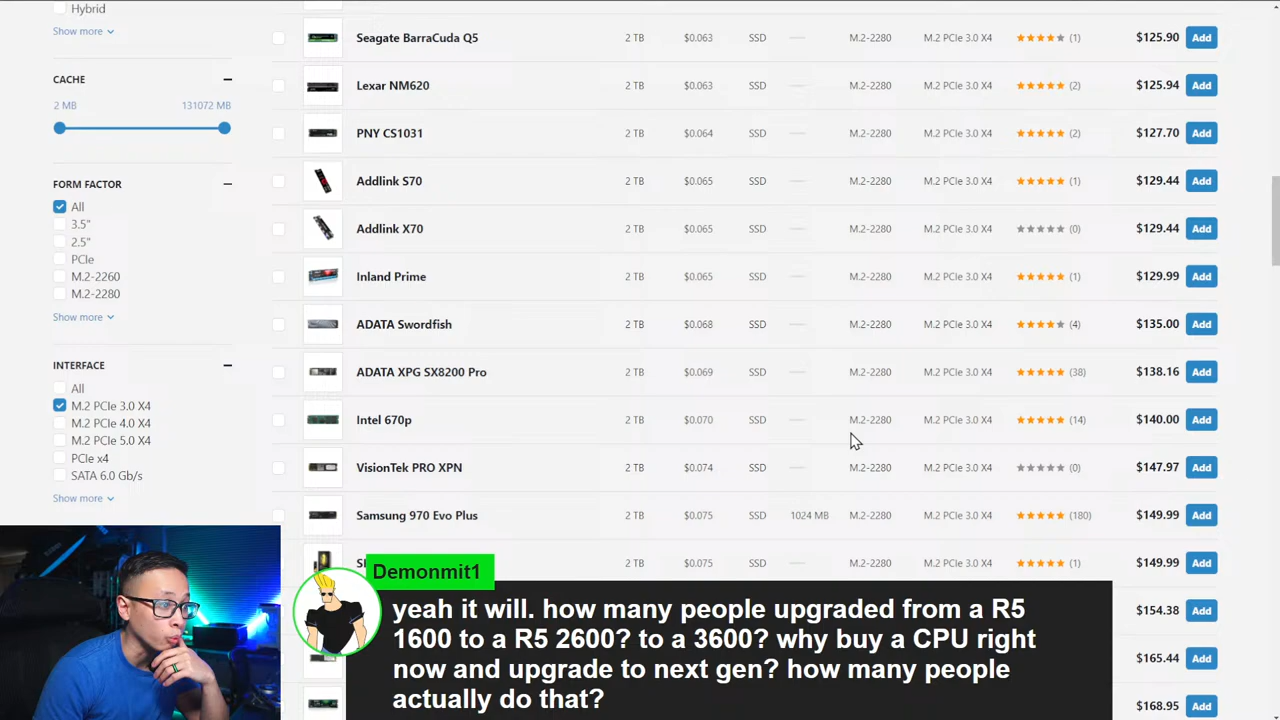 Hybrid
Show more
CACHE
2 MB 131072 MB
FORM FACTOR
All
3.5"
2.5"
PCIe
M.2-2260
M.2-2280
Show more
INTERFACE
All
M.2 PCIe 3.0 X4
M.2 PCIe 4.0 X4
M.2 PCIe 5.0 X4
PCIe x4
SATA 6.0 Gb/s
Show more
Seagate BarraCuda Q5 2 TB $0.063 SSD M.2-2280 M.2 PCIe 3.0 X4 (1) $125.90 Add
Lexar NM620 2 TB $0.063 SSD M.2-2280 M.2 PCIe 3.0 X4 (2) $125.94 Add
PNY CS1031 2 TB $0.064 SSD M.2-2280 M.2 PCIe 3.0 X4 (2) $127.70 Add
Addlink S70 2 TB $0.065 SSD M.2-2280 M.2 PCIe 3.0 X4 (1) $129.44 Add
Addlink X70 2 TB $0.065 SSD M.2-2280 M.2 PCIe 3.0 X4 (0) $129.44 Add
Inland Prime 2 TB $0.065 SSD M.2-2280 M.2 PCIe 3.0 X4 (1) $129.99 Add
ADATA Swordfish 2 TB $0.068 SSD M.2-2280 M.2 PCIe 3.0 X4 (4) $135.00 Add
ADATA XPG SX8200 Pro 2 TB $0.069 SSD M.2-2280 M.2 PCIe 3.0 X4 (38) $138.16 Add
Intel 670p 2 TB $0.070 SSD M.2-2280 M.2 PCIe 3.0 X4 (14) $140.00 Add
VisionTek PRO XPN 2 TB $0.074 SSD M.2-2280 M.2 PCIe 3.0 X4 (0) $147.97 Add
Samsung 970 Evo Plus 2 TB $0.075 SSD 1024 MB M.2-2280 M.2 PCIe 3.0 X4 (180) $149.99 Add
2 TB $0.075 SSD M.2-2280 M.2 PCIe 3.0 X4 (1) $149.99 Add
$154.38 Add
$165.44 Add
$168.95 Add
Demonmit1
yeah it will. how many people upgraded from a R5
1600 to a R5 2600? to a 3600? why buy a CPU right
now and upgrade to next gen? how many people
actually do that?